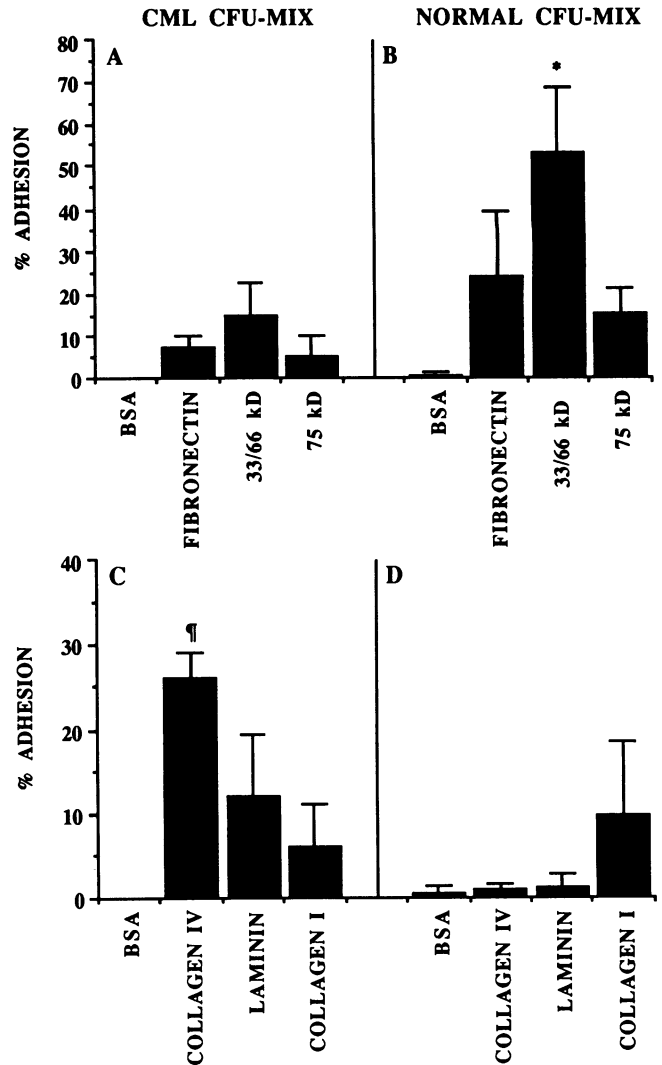 CML CFU-MIX
NORMAL CFU-MIX
% ADHESION
80
70
60
50
40
30
20
10
0
A
B
*
BSA
FIBRONECTIN
33/66 kD
75 kD
BSA
FIBRONECTIN
33/66 kD
75 kD
% ADHESION
40
30
20
10
0
C
¶
D
BSA
COLLAGEN IV
LAMININ
COLLAGEN I
BSA
COLLAGEN IV
LAMININ
COLLAGEN I